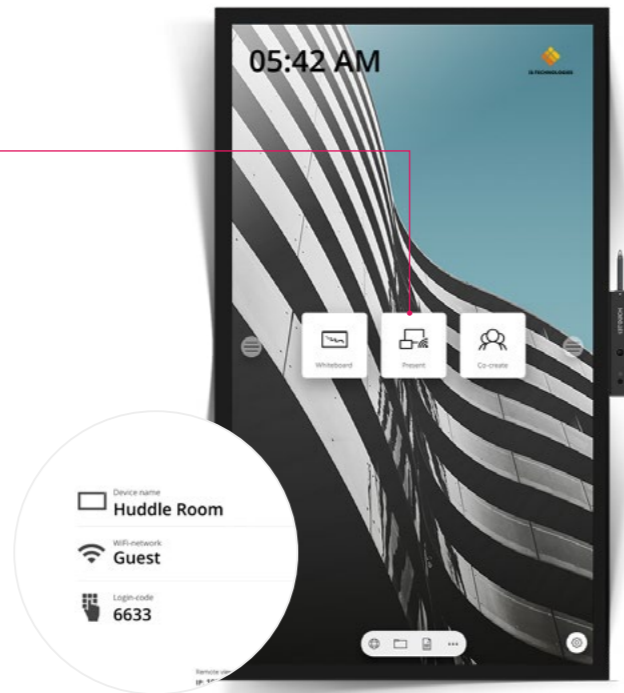 05:42 AM
Whiteboard
Present
Co-create
Device name
Huddle Room
WiFi-network
Guest
Login-code
6633